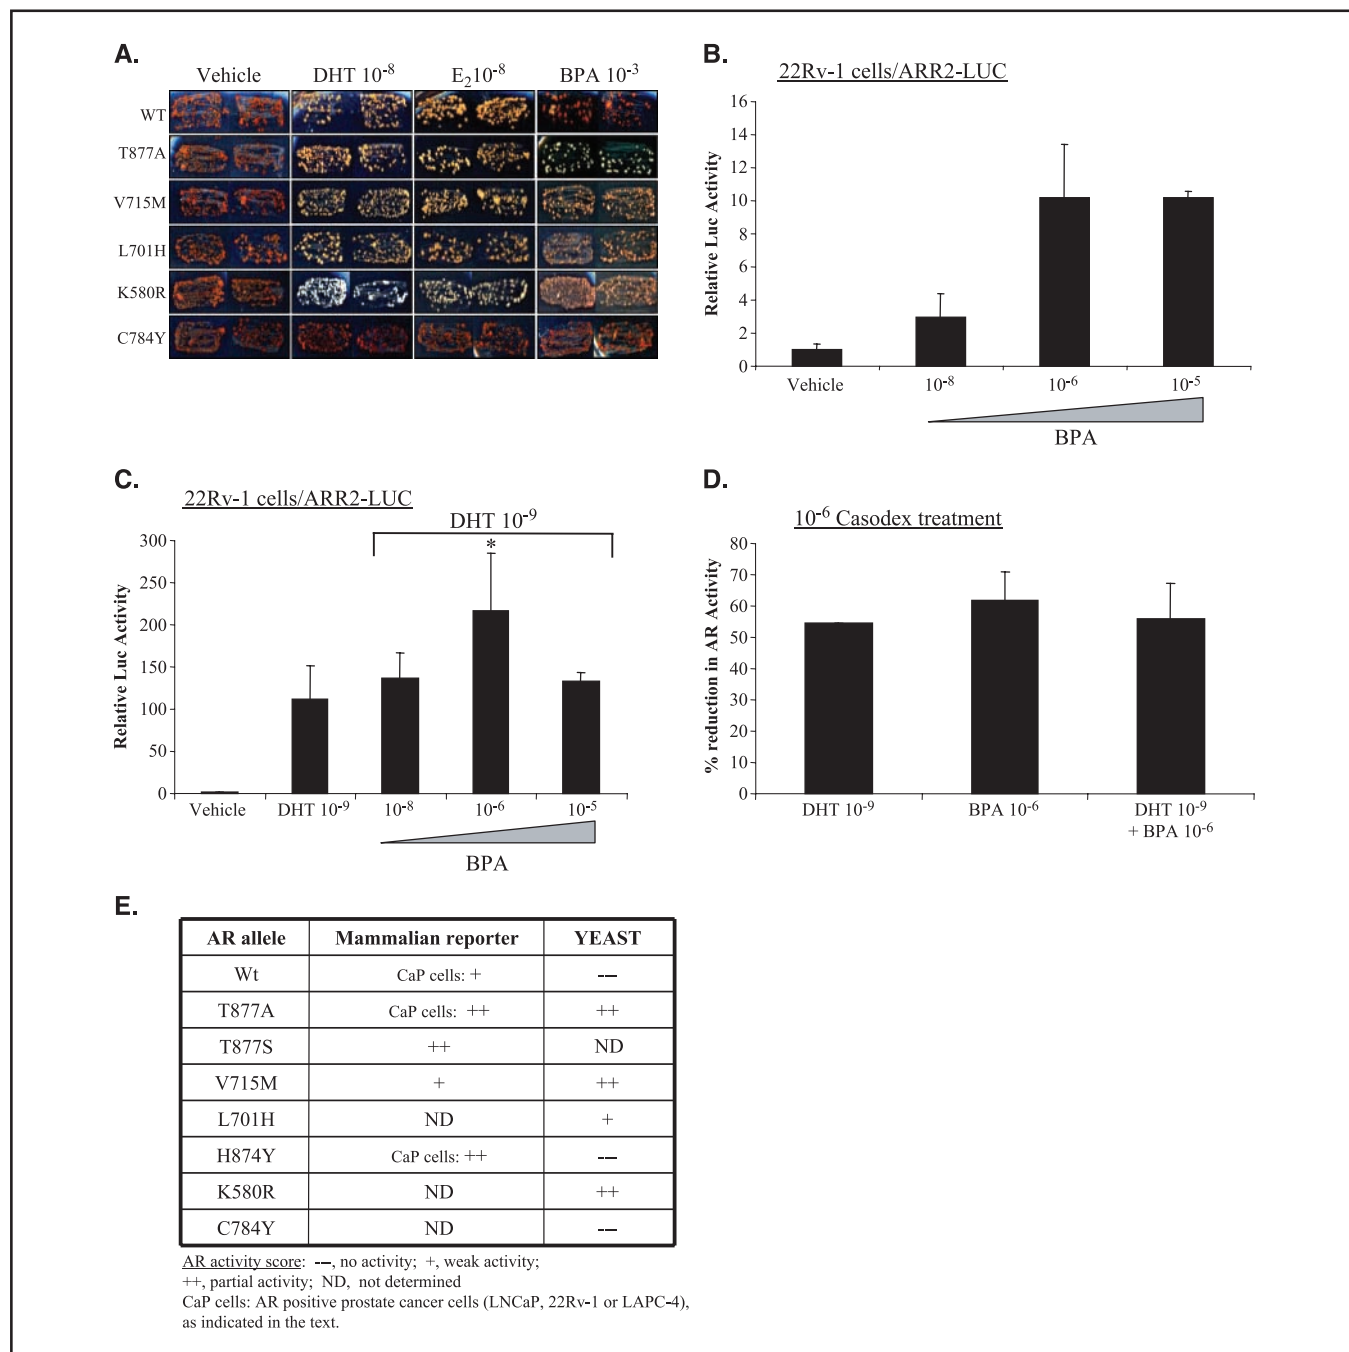 A.
Vehicle DHT 10⁻⁸ E₂10⁻⁸ BPA 10⁻³
WT
T877A
V715M
L701H
K580R
C784Y
B.
22Rv-1 cells/ARR2-LUC
Relative Luc Activity
16
14
12
10
8
6
4
2
0
Vehicle 10⁻⁸ 10⁻⁶ 10⁻⁵
BPA
C.
22Rv-1 cells/ARR2-LUC
DHT 10⁻⁹
*
Relative Luc Activity
300
250
200
150
100
50
0
Vehicle DHT 10⁻⁹ 10⁻⁸ 10⁻⁶ 10⁻⁵
BPA
D.
10⁻⁶ Casodex treatment
% reduction in AR Activity
80
70
60
50
40
30
20
10
0
DHT 10⁻⁹ BPA 10⁻⁶ DHT 10⁻⁹
+ BPA 10⁻⁶
E.
AR allele Mammalian reporter YEAST
Wt CaP cells: + ---
T877A CaP cells: ++ ++
T877S ++ ND
V715M + ++
L701H ND +
H874Y CaP cells: ++ ---
K580R ND ++
C784Y ND ---
AR activity score: ---, no activity; +, weak activity;
++, partial activity; ND, not determined
CaP cells: AR positive prostate cancer cells (LNCaP, 22Rv-1 or LAPC-4),
as indicated in the text.